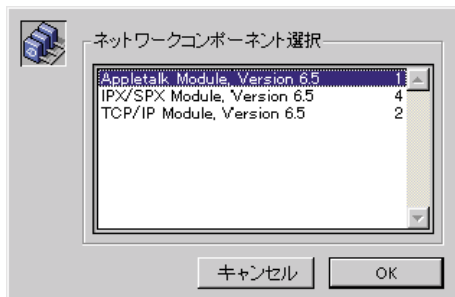 ネットワークコンポーネント選択
Appletalk Module, Version 6.5 1
IPX/SPX Module, Version 6.5 4
TCP/IP Module, Version 6.5 2
キャンセル OK